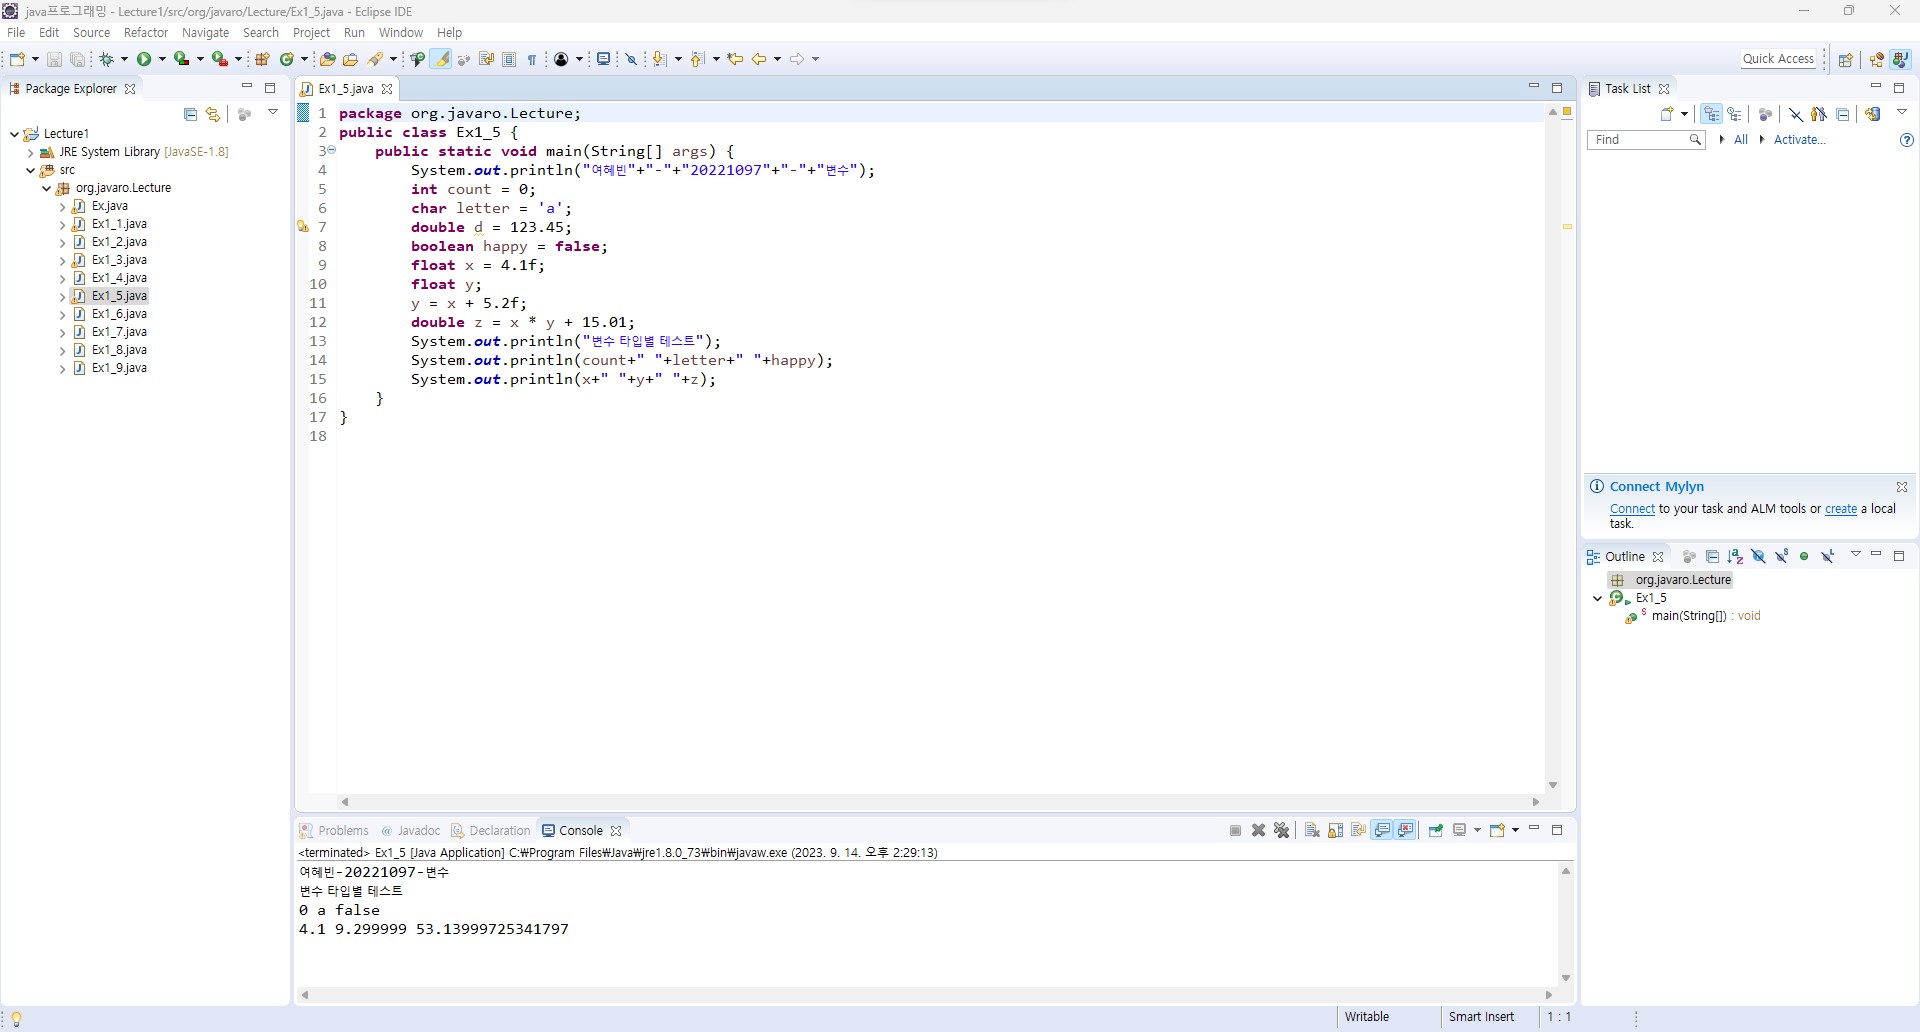 java프로그래밍 - Lecture1/src/org/javaro/Lecture/Ex1_5.java - Eclipse IDE
File Edit Source Refactor Navigate Search Project Run Window Help
Quick Access
Package Explorer
Lecture1
JRE System Library [JavaSE-1.8]
src
org.javaro.Lecture
Ex.java
Ex1_1.java
Ex1_2.java
Ex1_3.java
Ex1_4.java
Ex1_5.java
Ex1_6.java
Ex1_7.java
Ex1_8.java
Ex1_9.java
Ex1_5.java
1 package org.javaro.Lecture;
2 public class Ex1_5 {
3 public static void main(String[] args) {
4 System.out.println("여혜빈"+"-"+"20221097"+"-"+"변수");
5 int count = 0;
6 char letter = 'a';
7 double d = 123.45;
8 boolean happy = false;
9 float x = 4.1f;
10 float y;
11 y = x + 5.2f;
12 double z = x * y + 15.01;
13 System.out.println("변수 타입별 테스트");
14 System.out.println(count+" "+letter+" "+happy);
15 System.out.println(x+" "+y+" "+z);
16 }
17 }
18
Task List
Find All Activate...
Connect Mylyn
Connect to your task and ALM tools or create a local
task.
Outline
org.javaro.Lecture
Ex1_5
main(String[]) : void
Problems Javadoc Declaration Console
<terminated> Ex1_5 [Java Application] C:₩Program Files₩Java₩jre1.8.0_73₩bin₩javaw.exe (2023. 9. 14. 오후 2:29:13)
여혜빈-20221097-변수
변수 타입별 테스트
0 a false
4.1 9.299999 53.13999725341797
Writable Smart Insert 1 : 1